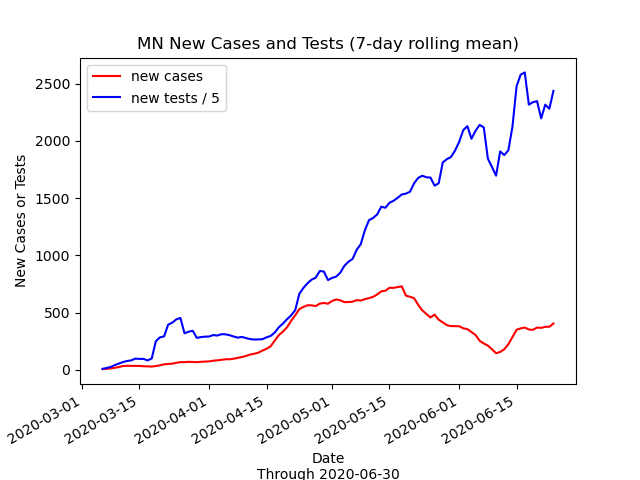 MN New Cases and Tests (7-day rolling mean)
new cases
new tests / 5
New Cases or Tests
2500
2000
1500
1000
500
0
2020-03-01
2020-03-15
2020-04-01
2020-04-15
2020-05-01
2020-05-15
2020-06-01
2020-06-15
Date
Through 2020-06-30